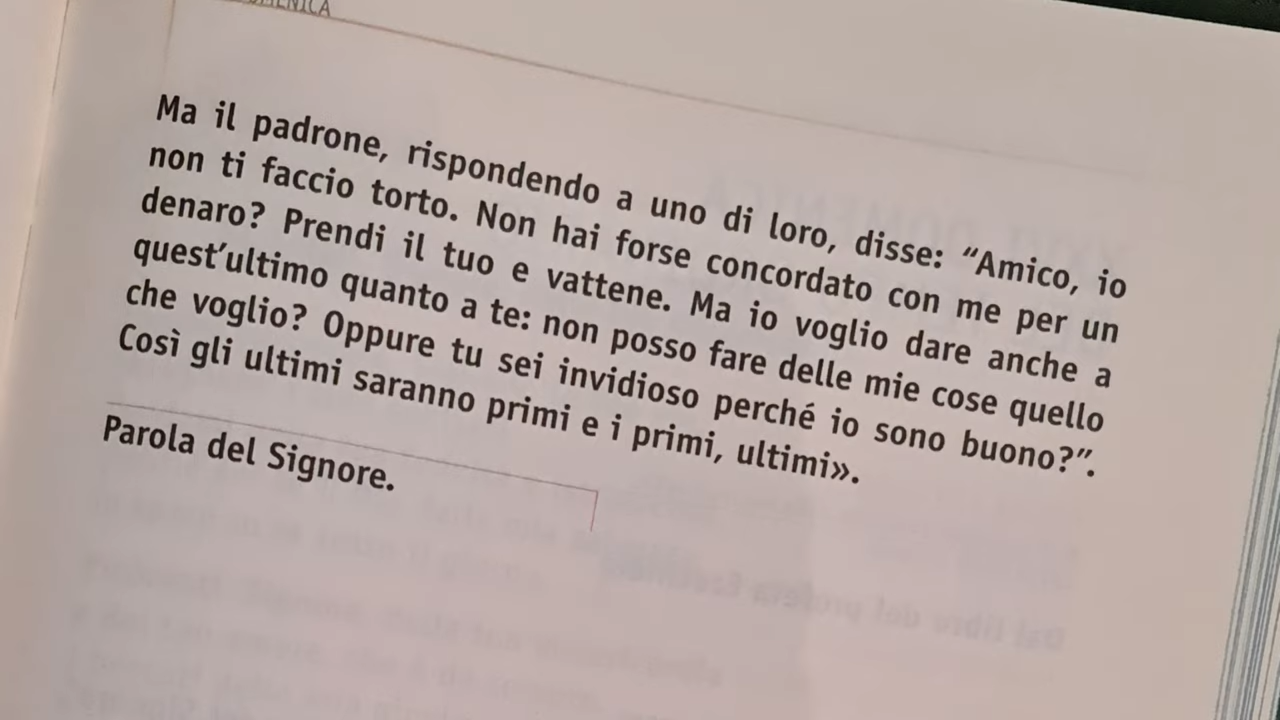 Ma il padrone, rispondendo a uno di loro, disse: “Amico, io
non ti faccio torto. Non hai forse concordato con me per un
denaro? Prendi il tuo e vattene. Ma io voglio dare anche a
quest’ultimo quanto a te: non posso fare delle mie cose quello
che voglio? Oppure tu sei invidioso perché io sono buono?”.
Così gli ultimi saranno primi e i primi, ultimi».
Parola del Signore.